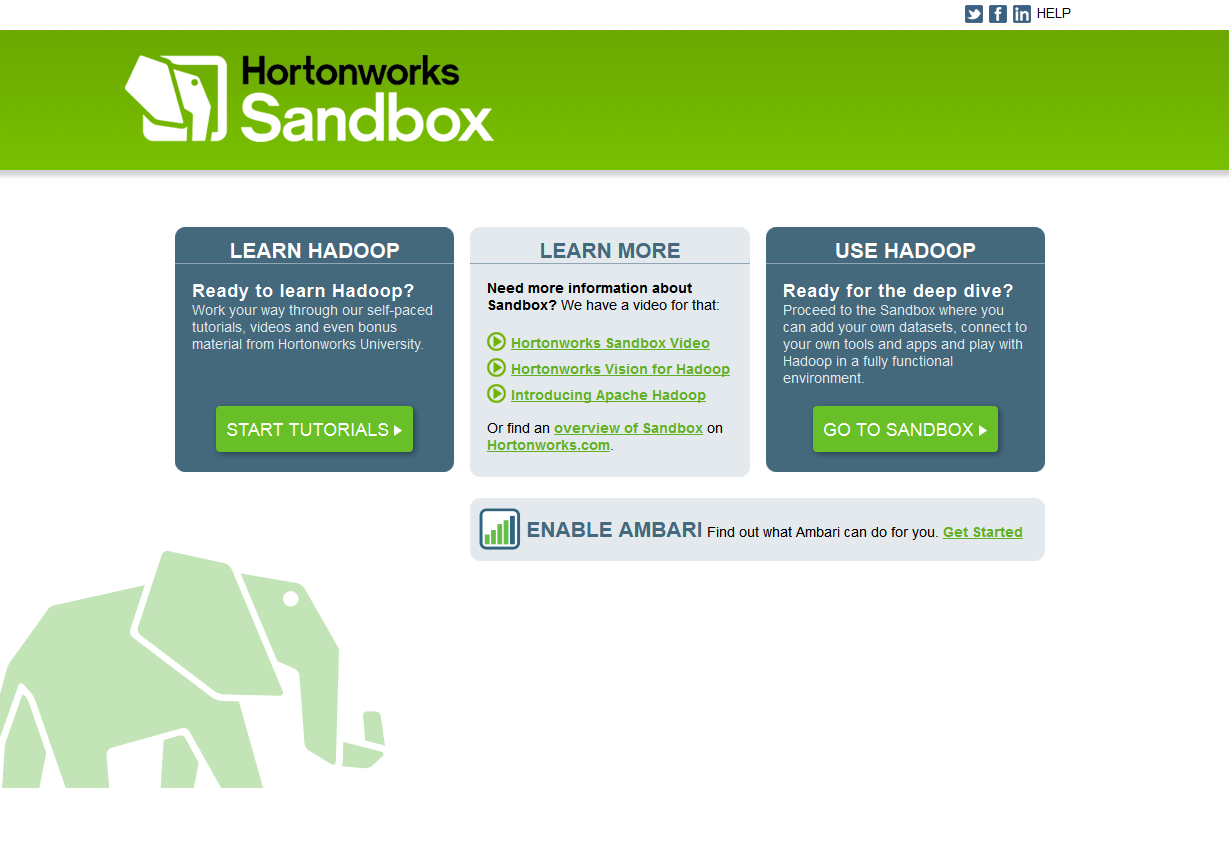 HELP
Hortonworks
Sandbox
LEARN HADOOP
Ready to learn Hadoop?
Work your way through our self-paced
tutorials, videos and even bonus
material from Hortonworks University.
START TUTORIALS
LEARN MORE
Need more information about
Sandbox? We have a video for that:
Hortonworks Sandbox Video
Hortonworks Vision for Hadoop
Introducing Apache Hadoop
Or find an overview of Sandbox on
Hortonworks.com.
USE HADOOP
Ready for the deep dive?
Proceed to the Sandbox where you
can add your own datasets, connect to
your own tools and apps and play with
Hadoop in a fully functional
environment.
GO TO SANDBOX
ENABLE AMBARI Find out what Ambari can do for you. Get Started